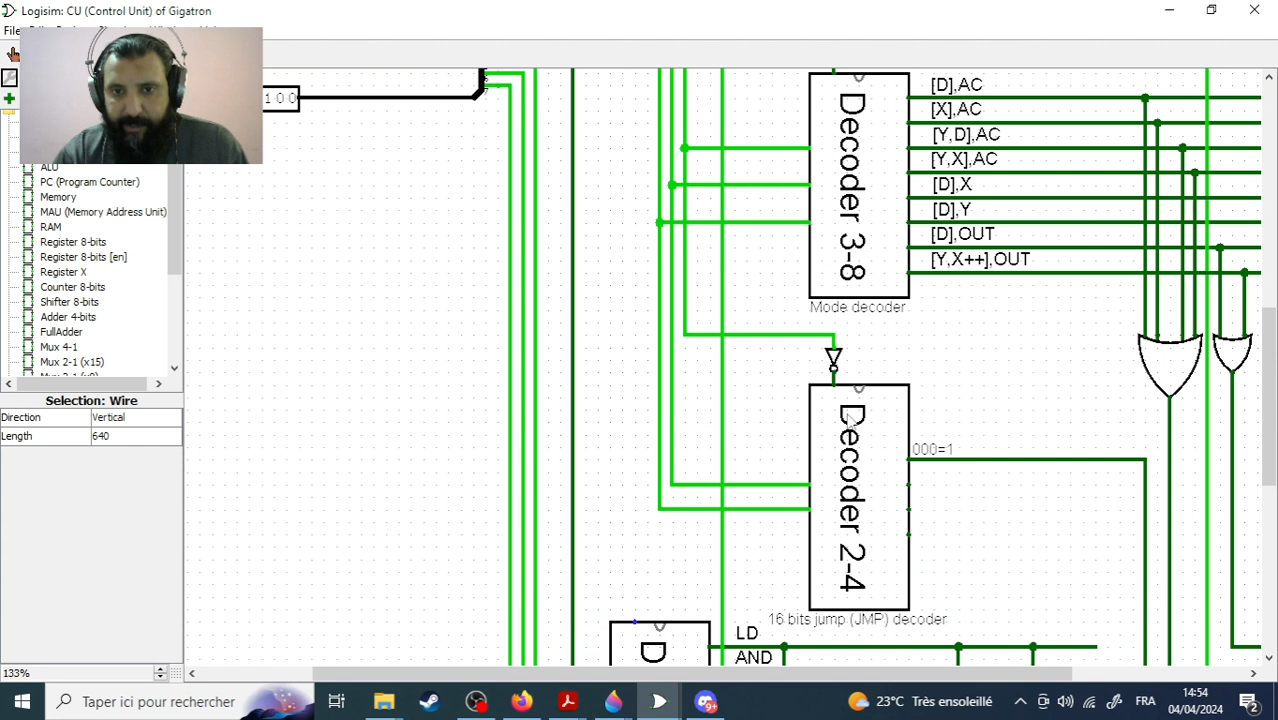 Logisim: CU (Control Unit) of Gigatron
File
1 0 0
ALU
PC (Program Counter)
Memory
MAU (Memory Address Unit)
RAM
Register 8-bits
Register 8-bits [en]
Register X
Counter 8-bits
Shifter 8-bits
Adder 4-bits
FullAdder
Mux 4-1
Mux 2-1 (x15)
Selection: Wire
Direction Vertical
Length 640
133%
Decoder 3-8
[D],AC
[X],AC
[Y,D],AC
[Y,X],AC
[D],X
[D],Y
[D],OUT
[Y,X++],OUT
Mode decoder
Decoder 2-4
000=1
16 bits jump (JMP) decoder
D
LD
AND
Taper ici pour rechercher
23°C Très ensoleillé
FRA
14:54
04/04/2024
2